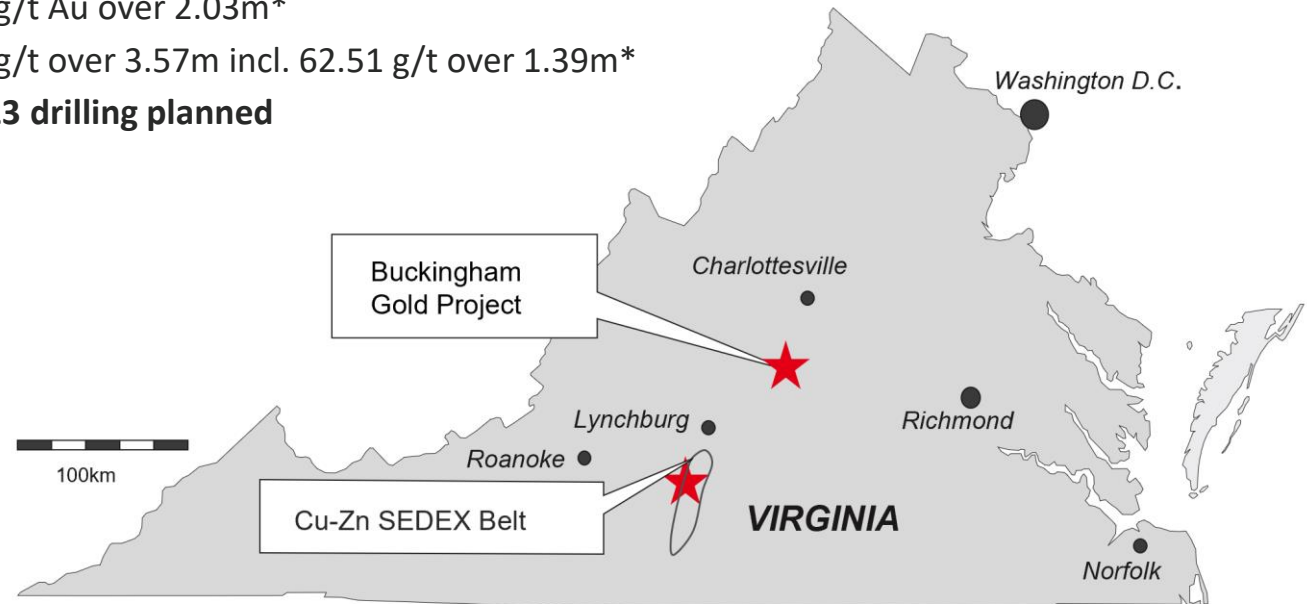 g/t Au over 2.03m*
g/t over 3.57m incl. 62.51 g/t over 1.39m*
3 drilling planned
Washington D.C.
Charlottesville
Buckingham
Gold Project
Lynchburg
Richmond
Roanoke
100km
Cu-Zn SEDEX Belt
VIRGINIA
Norfolk